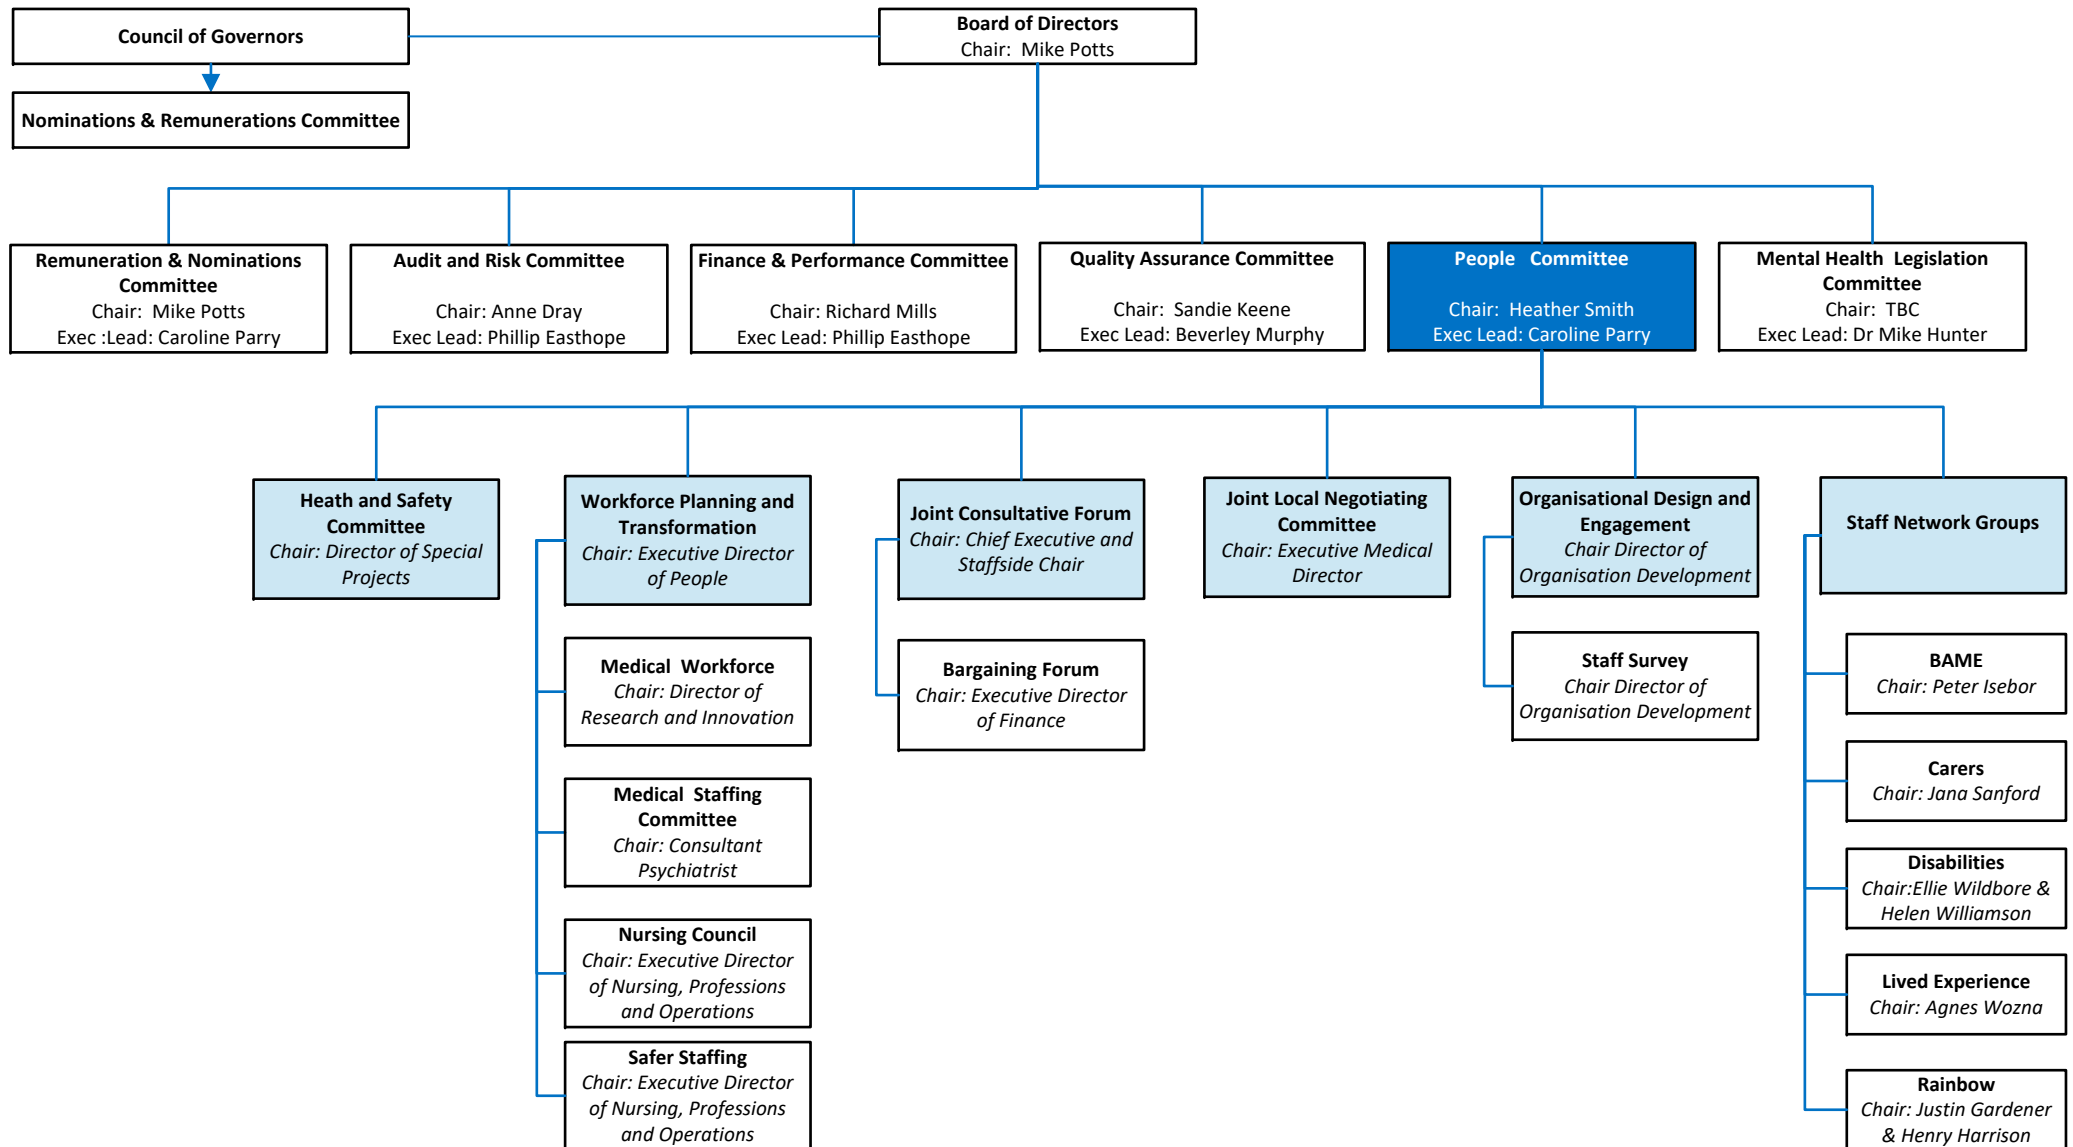 Council of Governors
Board of Directors
Chair:  Mike Potts
Nominations & Remunerations Committee
Remuneration & Nominations
Committee
Chair:  Mike Potts
Exec :Lead: Caroline Parry
Audit and Risk Committee
Chair: Anne Dray
Exec Lead: Phillip Easthope
Finance & Performance Committee
Chair: Richard Mills
Exec Lead: Phillip Easthope
Quality Assurance Committee
Chair:  Sandie Keene
Exec Lead: Beverley Murphy
People   Committee
Chair:  Heather Smith
Exec Lead: Caroline Parry
Mental Health  Legislation
Committee
Chair:  TBC
Exec Lead: Dr Mike Hunter
Heath and Safety
Committee
Chair: Director of Special
Projects
Workforce Planning and
Transformation
Chair: Executive Director
of People
Joint Consultative Forum
Chair: Chief Executive and
Staffside Chair
Joint Local Negotiating
Committee
Chair: Executive Medical
Director
Organisational Design and
Engagement
Chair Director of
Organisation Development
Staff Network Groups
Medical  Workforce
Chair: Director of
Research and Innovation
Medical  Staffing
Committee
Chair: Consultant
Psychiatrist
Nursing Council
Chair: Executive Director
of Nursing, Professions
and Operations
Safer Staffing
Chair: Executive Director
of Nursing, Professions
and Operations
Bargaining Forum
Chair: Executive Director
of Finance
Staff Survey
Chair Director of
Organisation Development
BAME
Chair: Peter Isebor
Carers
Chair: Jana Sanford
Disabilities
Chair:Ellie Wildbore &
Helen Williamson
Lived Experience
Chair: Agnes Wozna
Rainbow
Chair: Justin Gardener
& Henry Harrison